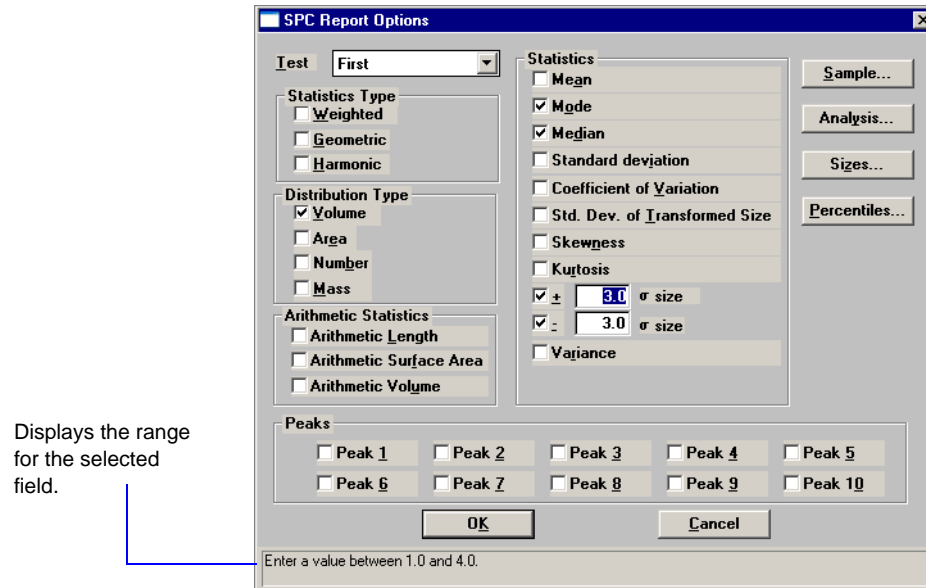 SPC Report Options
Test First
Statistics Type
Weighted
Geometric
Harmonic
Distribution Type
Volume
Area
Number
Mass
Arithmetic Statistics
Arithmetic Length
Arithmetic Surface Area
Arithmetic Volume
Statistics
Mean
Mode
Median
Standard deviation
Coefficient of Variation
Std. Dev. of Transformed Size
Skewness
Kurtosis
+ 3.0 σ size
- 3.0 σ size
Variance
Sample...
Analysis...
Sizes...
Percentiles...
Peaks
Peak 1 Peak 2 Peak 3 Peak 4 Peak 5
Peak 6 Peak 7 Peak 8 Peak 9 Peak 10
OK Cancel
Enter a value between 1.0 and 4.0.
Displays the range
for the selected
field.